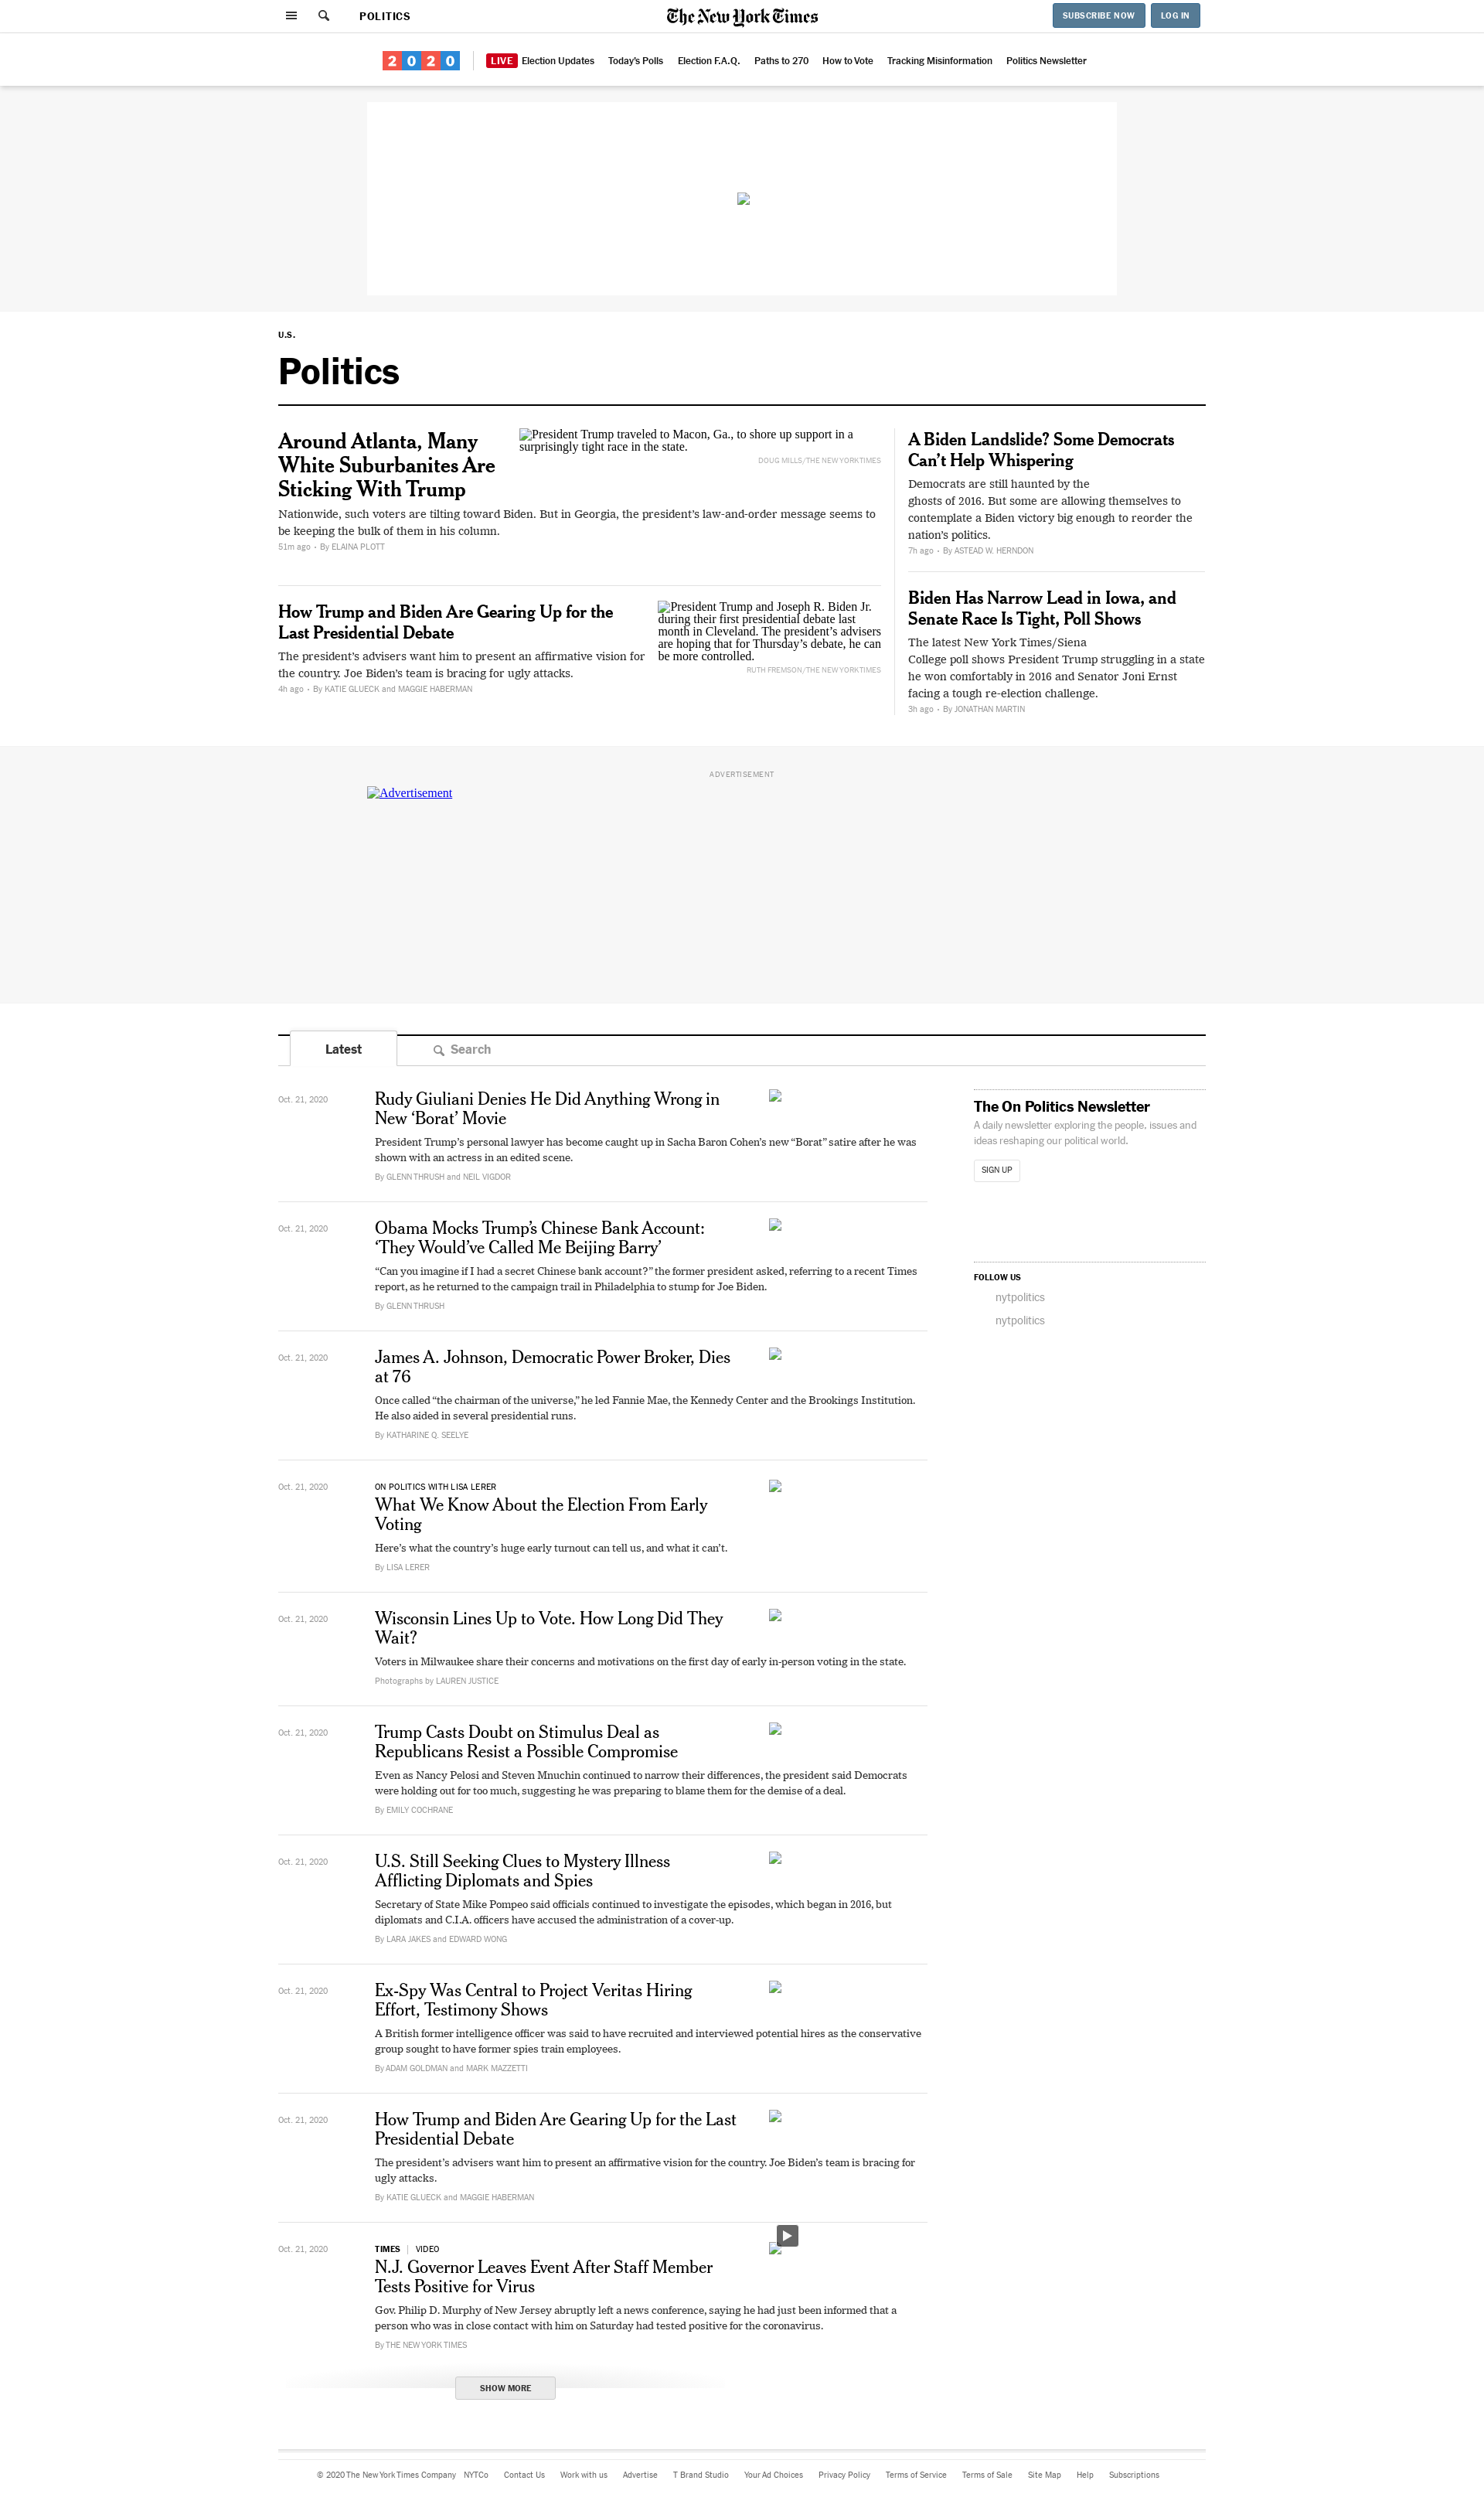 POLITICS
The New York Times
SUBSCRIBE NOW
LOG IN
2020
LIVE Election Updates
Today's Polls
Election F.A.Q.
Paths to 270
How to Vote
Tracking Misinformation
Politics Newsletter
U.S.
Politics
Around Atlanta, Many
White Suburbanites Are
Sticking With Trump
President Trump traveled to Macon, Ga., to shore up support in a
surprisingly tight race in the state.
DOUG MILLS/THE NEW YORK TIMES
Nationwide, such voters are tilting toward Biden. But in Georgia, the president's law-and-order message seems to
be keeping the bulk of them in his column.
51m ago • By ELAINA PLOTT
How Trump and Biden Are Gearing Up for the
Last Presidential Debate
The president's advisers want him to present an affirmative vision for
the country. Joe Biden's team is bracing for ugly attacks.
4h ago • By KATIE GLUECK and MAGGIE HABERMAN
President Trump and Joseph R. Biden Jr.
during their first presidential debate last
month in Cleveland. The president's advisers
are hoping that for Thursday's debate, he can
be more controlled.
RUTH FREMSON/THE NEW YORK TIMES
A Biden Landslide? Some Democrats
Can't Help Whispering
Democrats are still haunted by the
ghosts of 2016. But some are allowing themselves to
contemplate a Biden victory big enough to reorder the
nation's politics.
7h ago • By ASTEAD W. HERNDON
Biden Has Narrow Lead in Iowa, and
Senate Race Is Tight, Poll Shows
The latest New York Times/Siena
College poll shows President Trump struggling in a state
he won comfortably in 2016 and Senator Joni Ernst
facing a tough re-election challenge.
3h ago • By JONATHAN MARTIN
ADVERTISEMENT
Advertisement
Latest
Search
Oct. 21, 2020
Rudy Giuliani Denies He Did Anything Wrong in
New 'Borat' Movie
President Trump's personal lawyer has become caught up in Sacha Baron Cohen's new "Borat" satire after he was
shown with an actress in an edited scene.
By GLENN THRUSH and NEIL VIGDOR
Oct. 21, 2020
Obama Mocks Trump's Chinese Bank Account:
'They Would've Called Me Beijing Barry'
"Can you imagine if I had a secret Chinese bank account?" the former president asked, referring to a recent Times
report, as he returned to the campaign trail in Philadelphia to stump for Joe Biden.
By GLENN THRUSH
Oct. 21, 2020
James A. Johnson, Democratic Power Broker, Dies
at 76
Once called "the chairman of the universe," he led Fannie Mae, the Kennedy Center and the Brookings Institution.
He also aided in several presidential runs.
By KATHARINE Q. SEELYE
Oct. 21, 2020
ON POLITICS WITH LISA LERER
What We Know About the Election From Early
Voting
Here's what the country's huge early turnout can tell us, and what it can't.
By LISA LERER
Oct. 21, 2020
Wisconsin Lines Up to Vote. How Long Did They
Wait?
Voters in Milwaukee share their concerns and motivations on the first day of early in-person voting in the state.
Photographs by LAUREN JUSTICE
Oct. 21, 2020
Trump Casts Doubt on Stimulus Deal as
Republicans Resist a Possible Compromise
Even as Nancy Pelosi and Steven Mnuchin continued to narrow their differences, the president said Democrats
were holding out for too much, suggesting he was preparing to blame them for the demise of a deal.
By EMILY COCHRANE
Oct. 21, 2020
U.S. Still Seeking Clues to Mystery Illness
Afflicting Diplomats and Spies
Secretary of State Mike Pompeo said officials continued to investigate the episodes, which began in 2016, but
diplomats and C.I.A. officers have accused the administration of a cover-up.
By LARA JAKES and EDWARD WONG
Oct. 21, 2020
Ex-Spy Was Central to Project Veritas Hiring
Effort, Testimony Shows
A British former intelligence officer was said to have recruited and interviewed potential hires as the conservative
group sought to have former spies train employees.
By ADAM GOLDMAN and MARK MAZZETTI
Oct. 21, 2020
How Trump and Biden Are Gearing Up for the Last
Presidential Debate
The president's advisers want him to present an affirmative vision for the country. Joe Biden's team is bracing for
ugly attacks.
By KATIE GLUECK and MAGGIE HABERMAN
Oct. 21, 2020
TIMES | VIDEO
N.J. Governor Leaves Event After Staff Member
Tests Positive for Virus
Gov. Philip D. Murphy of New Jersey abruptly left a news conference, saying he had just been informed that a
person who was in close contact with him on Saturday had tested positive for the coronavirus.
By THE NEW YORK TIMES
SHOW MORE
The On Politics Newsletter
A daily newsletter exploring the people, issues and
ideas reshaping our political world.
SIGN UP
FOLLOW US
nytpolitics
nytpolitics
© 2020 The New York Times Company
NYTCo
Contact Us
Work with us
Advertise
T Brand Studio
Your Ad Choices
Privacy Policy
Terms of Service
Terms of Sale
Site Map
Help
Subscriptions